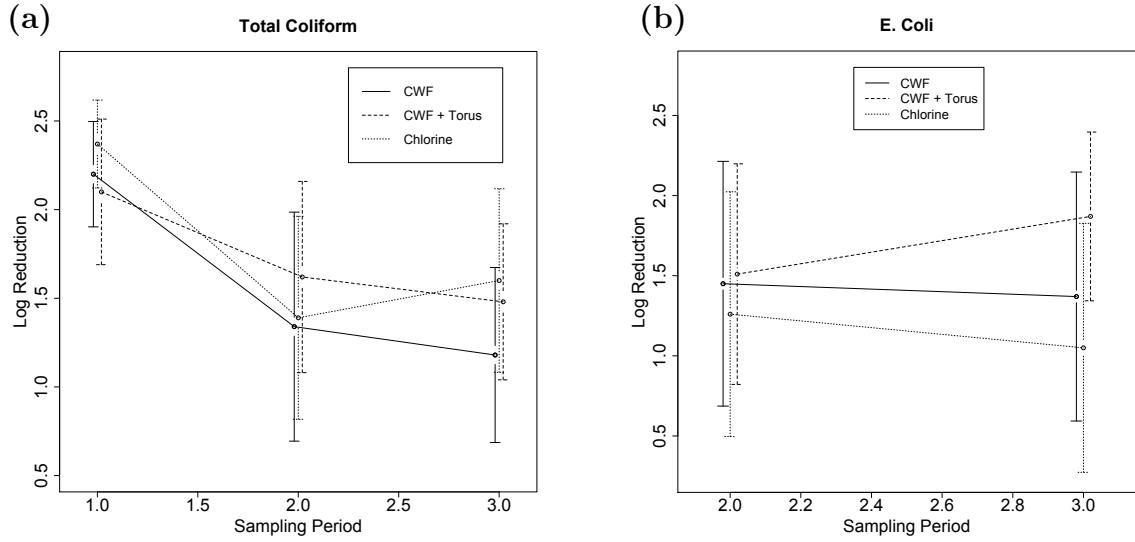 (a)
Total Coliform
CWF
CWF + Torus
Chlorine
Log Reduction
2.5
2.0
1.5
1.0
0.5
1.0 1.5 2.0 2.5 3.0
Sampling Period
(b)
E. Coli
CWF
CWF + Torus
Chlorine
Log Reduction
2.5
2.0
1.5
1.0
0.5
2.0 2.2 2.4 2.6 2.8 3.0
Sampling Period